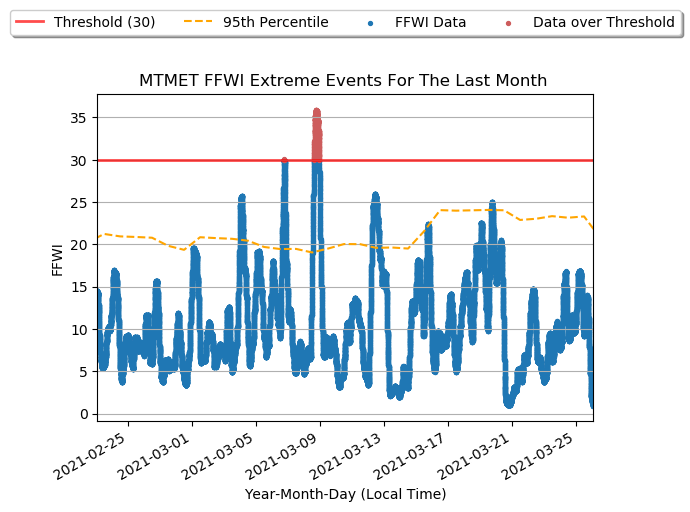 Threshold (30) 95th Percentile FFWI Data Data over Threshold
MTMET FFWI Extreme Events For The Last Month
35
30
25
20
15
10
5
0
FFWI
2021-02-25 2021-03-01 2021-03-05 2021-03-09 2021-03-13 2021-03-17 2021-03-21 2021-03-25
Year-Month-Day (Local Time)